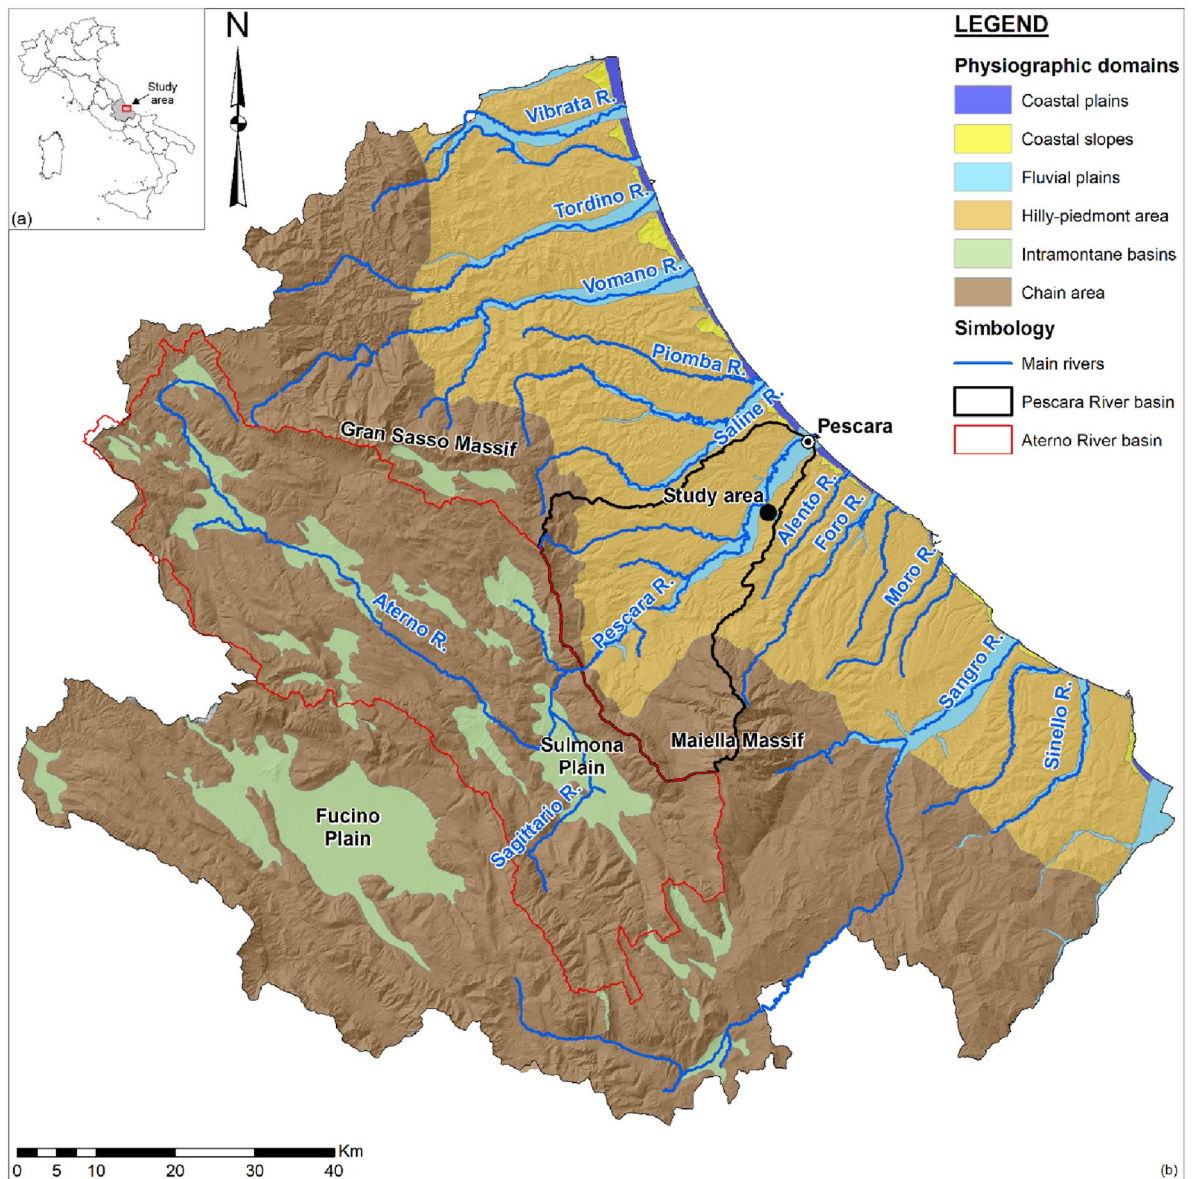 Study
area
(a)
N
LEGEND
Physiographic domains
Coastal plains
Coastal slopes
Fluvial plains
Hilly-piedmont area
Intramontane basins
Chain area
Simbology
Main rivers
Pescara River basin
Aterno River basin
Vibrata R.
Tordino R.
Vomano R.
Piomba R.
Saline R.
Pescara
Gran Sasso Massif
Study area
Alento R.
Foro R.
Moro R.
Aterno R.
Pescara R.
Sangro R.
Sinello R.
Maiella Massif
Sulmona
Plain
Fucino
Plain
Sagittario R.
Km
0 5 10 20 30 40
(b)